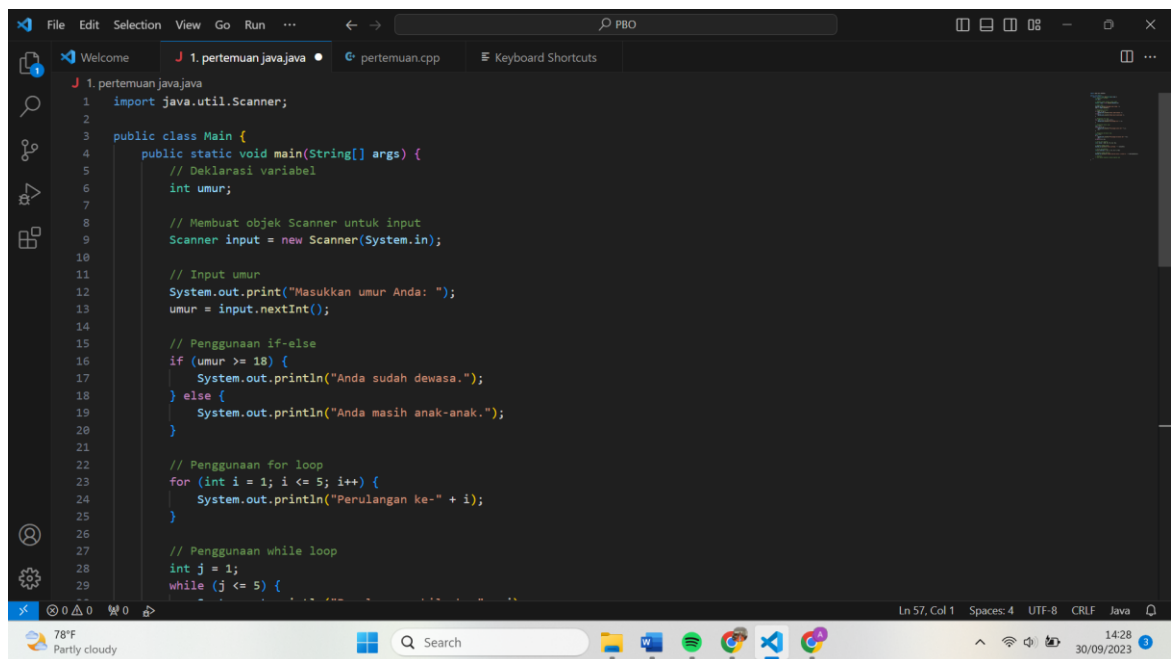 File Edit Selection View Go Run ··· PBO
Welcome 1. pertemuan java.java pertemuan.cpp Keyboard Shortcuts
1. pertemuan java.java
1 import java.util.Scanner;
2
3 public class Main {
4 public static void main(String[] args) {
5 // Deklarasi variabel
6 int umur;
7
8 // Membuat objek Scanner untuk input
9 Scanner input = new Scanner(System.in);
10
11 // Input umur
12 System.out.print("Masukkan umur Anda: ");
13 umur = input.nextInt();
14
15 // Penggunaan if-else
16 if (umur >= 18) {
17 System.out.println("Anda sudah dewasa.");
18 } else {
19 System.out.println("Anda masih anak-anak.");
20 }
21
22 // Penggunaan for loop
23 for (int i = 1; i <= 5; i++) {
24 System.out.println("Perulangan ke-" + i);
25 }
26
27 // Penggunaan while loop
28 int j = 1;
29 while (j <= 5) {
0 0 0 Ln 57, Col 1 Spaces: 4 UTF-8 CRLF Java
78°F Search 14:28
Partly cloudy 30/09/2023 3